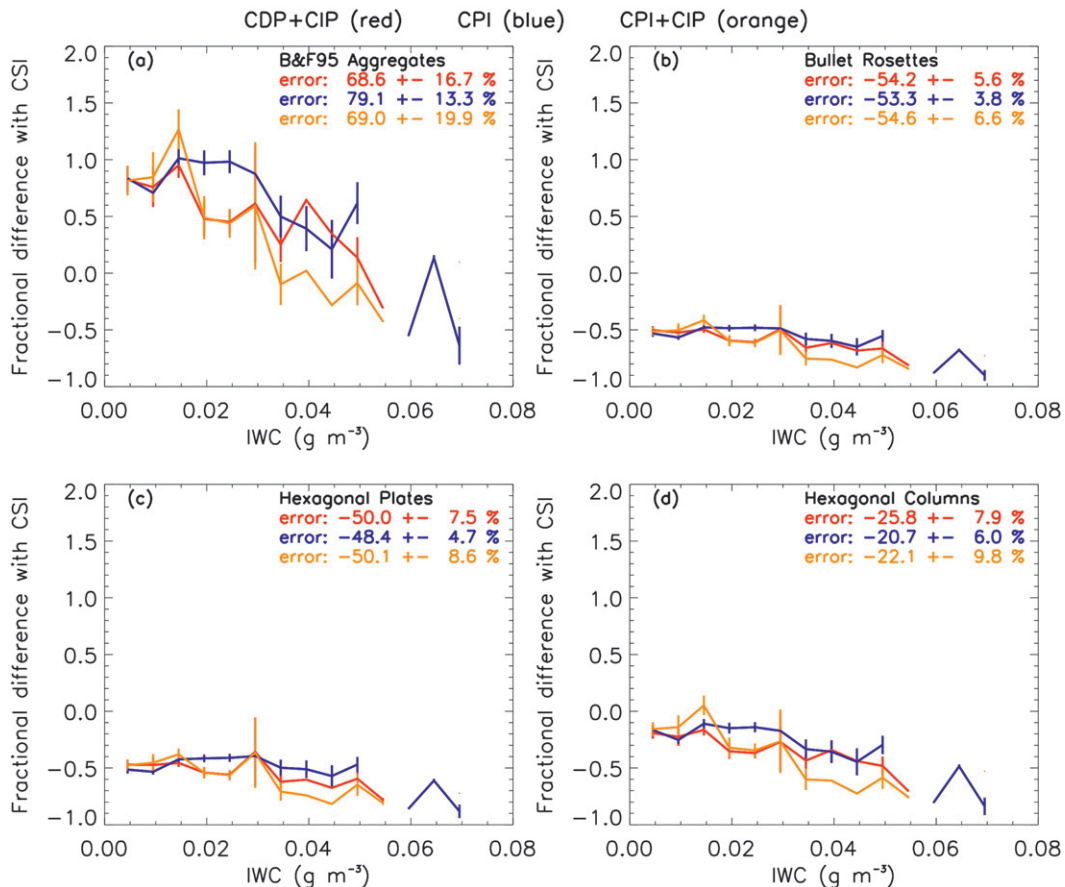 CDP+CIP (red) CPI (blue) CPI+CIP (orange)
(a) B&F95 Aggregates
error: 68.6 +− 16.7 %
error: 79.1 +− 13.3 %
error: 69.0 +− 19.9 %
Fractional difference with CSI
2.0
1.5
1.0
0.5
0.0
−0.5
−1.0
0.00 0.02 0.04 0.06 0.08
IWC (g m⁻³)
(b) Bullet Rosettes
error: −54.2 +− 5.6 %
error: −53.3 +− 3.8 %
error: −54.6 +− 6.6 %
Fractional difference with CSI
2.0
1.5
1.0
0.5
0.0
−0.5
−1.0
0.00 0.02 0.04 0.06 0.08
IWC (g m⁻³)
(c) Hexagonal Plates
error: −50.0 +− 7.5 %
error: −48.4 +− 4.7 %
error: −50.1 +− 8.6 %
Fractional difference with CSI
2.0
1.5
1.0
0.5
0.0
−0.5
−1.0
0.00 0.02 0.04 0.06 0.08
IWC (g m⁻³)
(d) Hexagonal Columns
error: −25.8 +− 7.9 %
error: −20.7 +− 6.0 %
error: −22.1 +− 9.8 %
Fractional difference with CSI
2.0
1.5
1.0
0.5
0.0
−0.5
−1.0
0.00 0.02 0.04 0.06 0.08
IWC (g m⁻³)